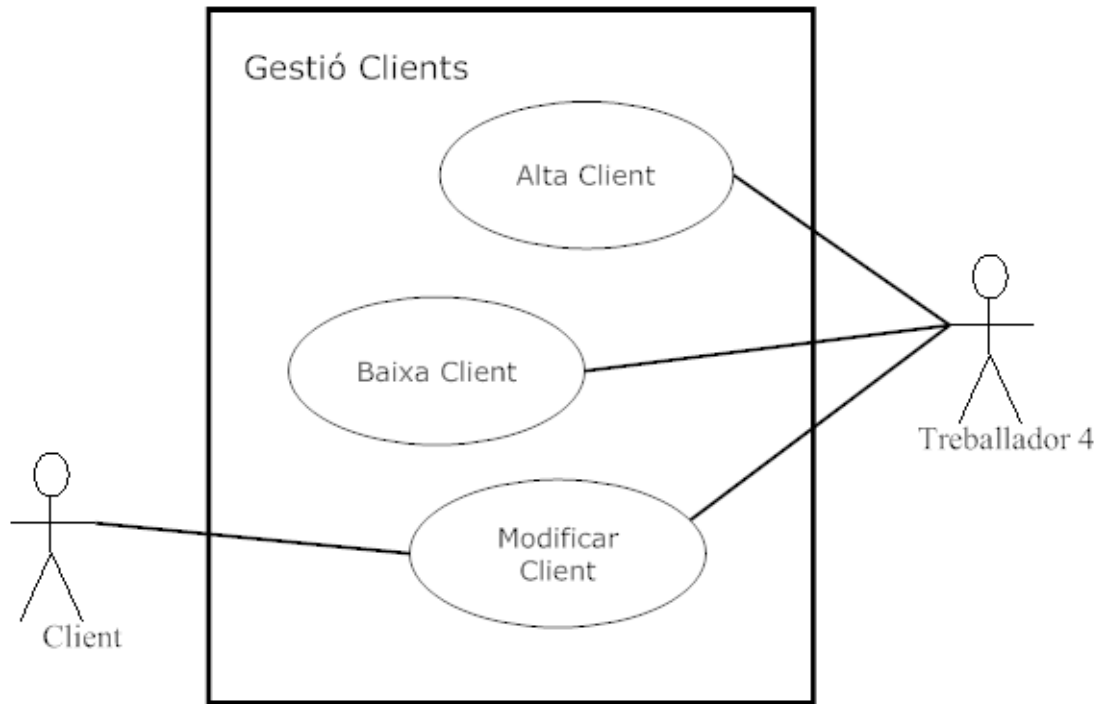 Gestió Clients
Alta Client
Baixa Client
Treballador 4
Modificar
Client
Client